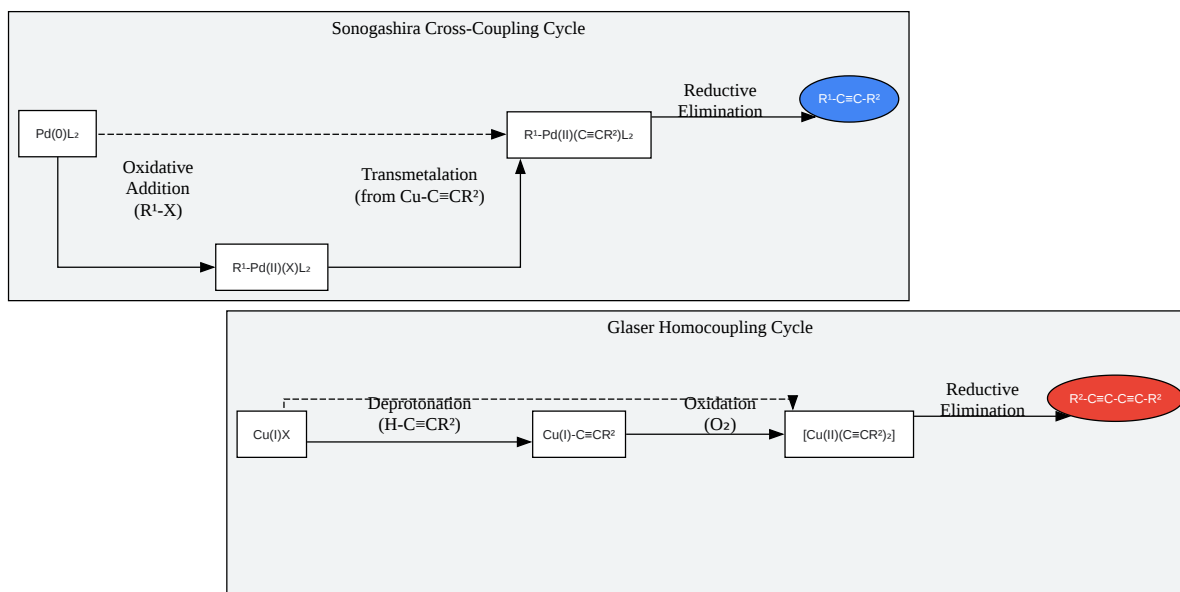 Sonogashira Cross-Coupling Cycle
Reductive
Elimination
R¹-C≡C-R²
Pd(0)L₂
R¹-Pd(II)(C≡CR²)L₂
Oxidative
Addition
(R¹-X)
Transmetalation
(from Cu-C≡CR²)
R¹-Pd(II)(X)L₂
Glaser Homocoupling Cycle
Deprotonation
(H-C≡CR²)
Oxidation
(O₂)
Reductive
Elimination
R²-C≡C-C≡C-R²
Cu(I)X
Cu(I)-C≡CR²
[Cu(II)(C≡CR²)₂]